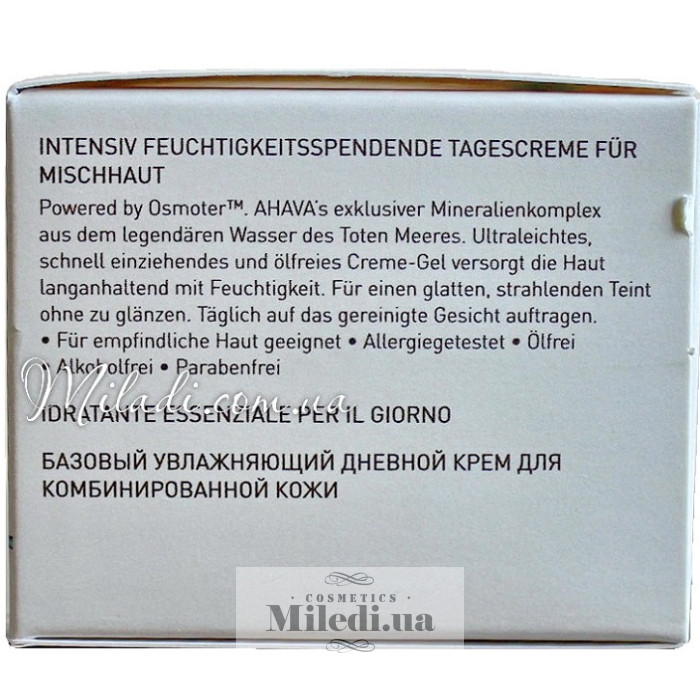 INTENSIV FEUCHTIGKEITSSPENDENDE TAGESCREME FÜR
MISCHHAUT
Powered by Osmoter™. AHAVA's exklusiver Mineralienkomplex
aus dem legendären Wasser des Toten Meeres. Ultraleichtes,
schnell einziehendes und ölfreies Creme-Gel versorgt die Haut
langanhaltend mit Feuchtigkeit. Für einen glatten, strahlenden Teint
ohne zu glänzen. Täglich auf das gereinigte Gesicht auftragen.
• Für empfindliche Haut geeignet • Allergiegetestet • Ölfrei
• Alkoholfrei • Parabenfrei
Miladi.com.ua
IDRATANTE ESSENZIALE PER IL GIORNO
БАЗОВЫЙ УВЛАЖНЯЮЩИЙ ДНЕВНОЙ КРЕМ ДЛЯ
КОМБИНИРОВАННОЙ КОЖИ
· COSMETICS ·
Miledi.ua